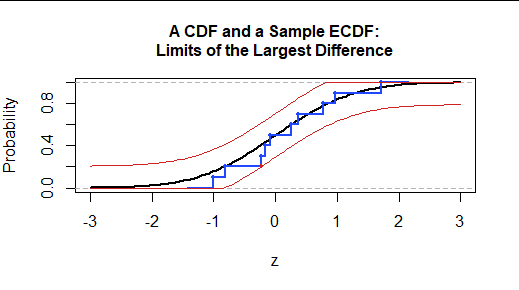 A CDF and a Sample ECDF:
Limits of the Largest Difference
Probability
0.8
0.4
0.0
-3 -2 -1 0 1 2 3
z